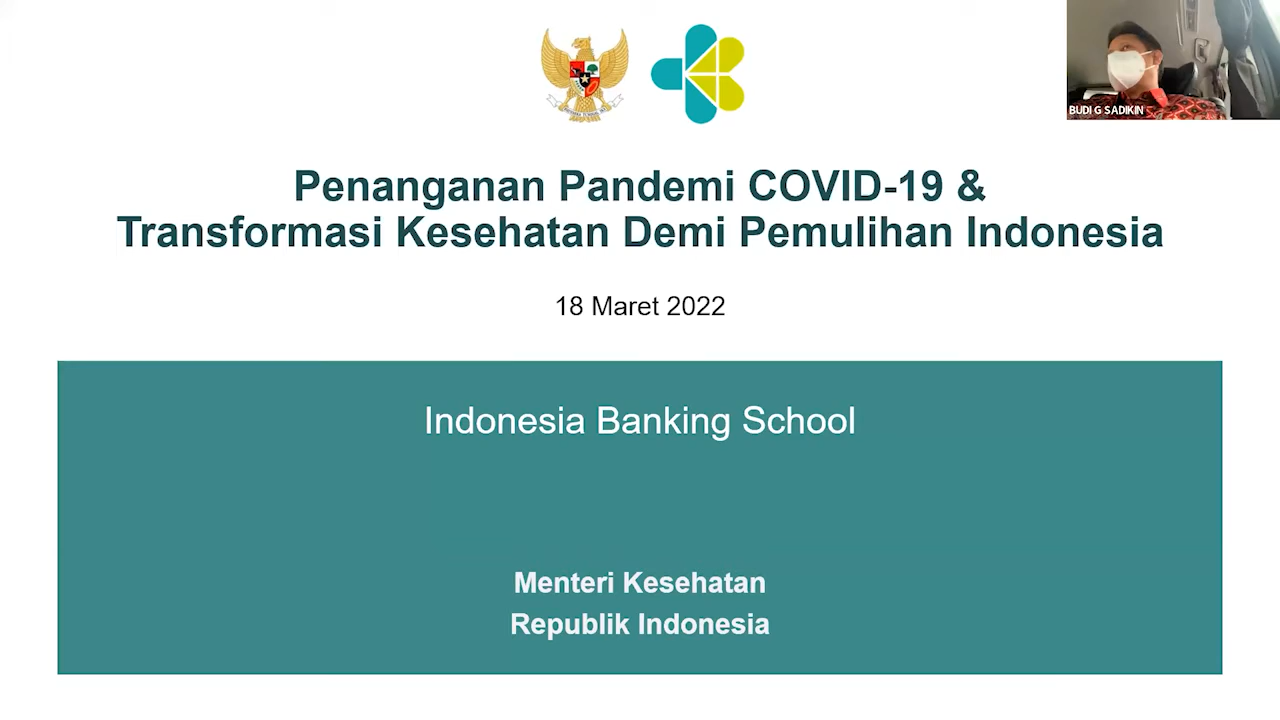 BUDI G SADIKIN
Penanganan Pandemi COVID-19 &
Transformasi Kesehatan Demi Pemulihan Indonesia
18 Maret 2022
Indonesia Banking School
Menteri Kesehatan
Republik Indonesia